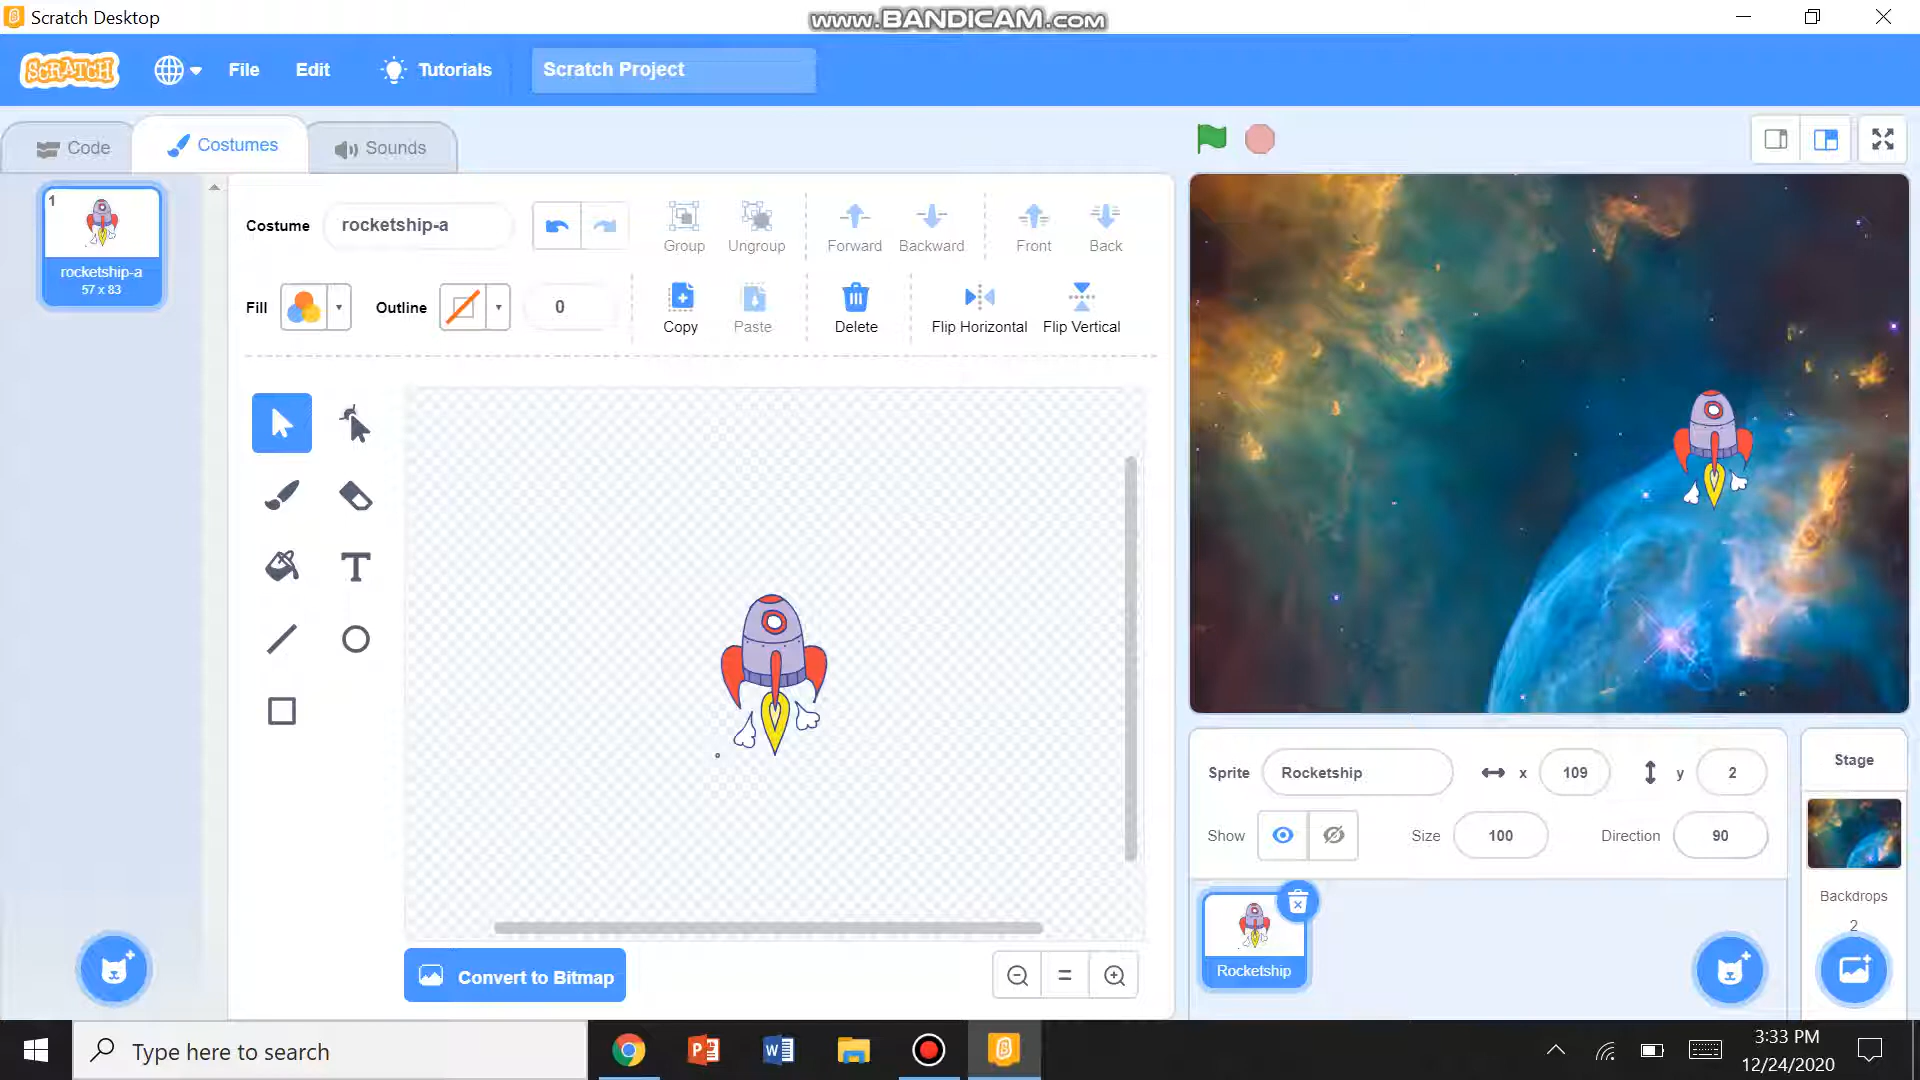 Scratch Desktop
www.BANDICAM.com
SCRATCH
File
Edit
Tutorials
Scratch Project
Code
Costumes
Sounds
1
rocketship-a
57 x 83
Costume
rocketship-a
Group
Ungroup
Forward
Backward
Front
Back
Fill
Outline
0
Copy
Paste
Delete
Flip Horizontal
Flip Vertical
T
Convert to Bitmap
=
Sprite
Rocketship
x
109
y
2
Show
Size
100
Direction
90
Rocketship
Stage
Backdrops
2
Type here to search
3:33 PM
12/24/2020